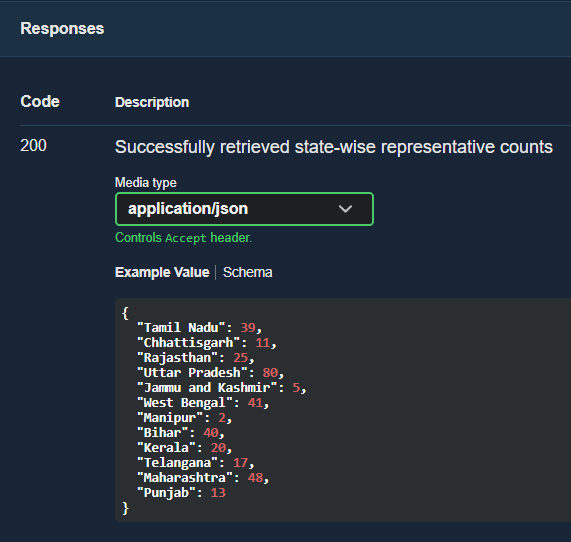 Responses
Code Description
200 Successfully retrieved state-wise representative counts
Media type
application/json
Controls Accept header.
Example Value | Schema
{
  "Tamil Nadu": 39,
  "Chhattisgarh": 11,
  "Rajasthan": 25,
  "Uttar Pradesh": 80,
  "Jammu and Kashmir": 5,
  "West Bengal": 41,
  "Manipur": 2,
  "Bihar": 40,
  "Kerala": 20,
  "Telangana": 17,
  "Maharashtra": 48,
  "Punjab": 13
}